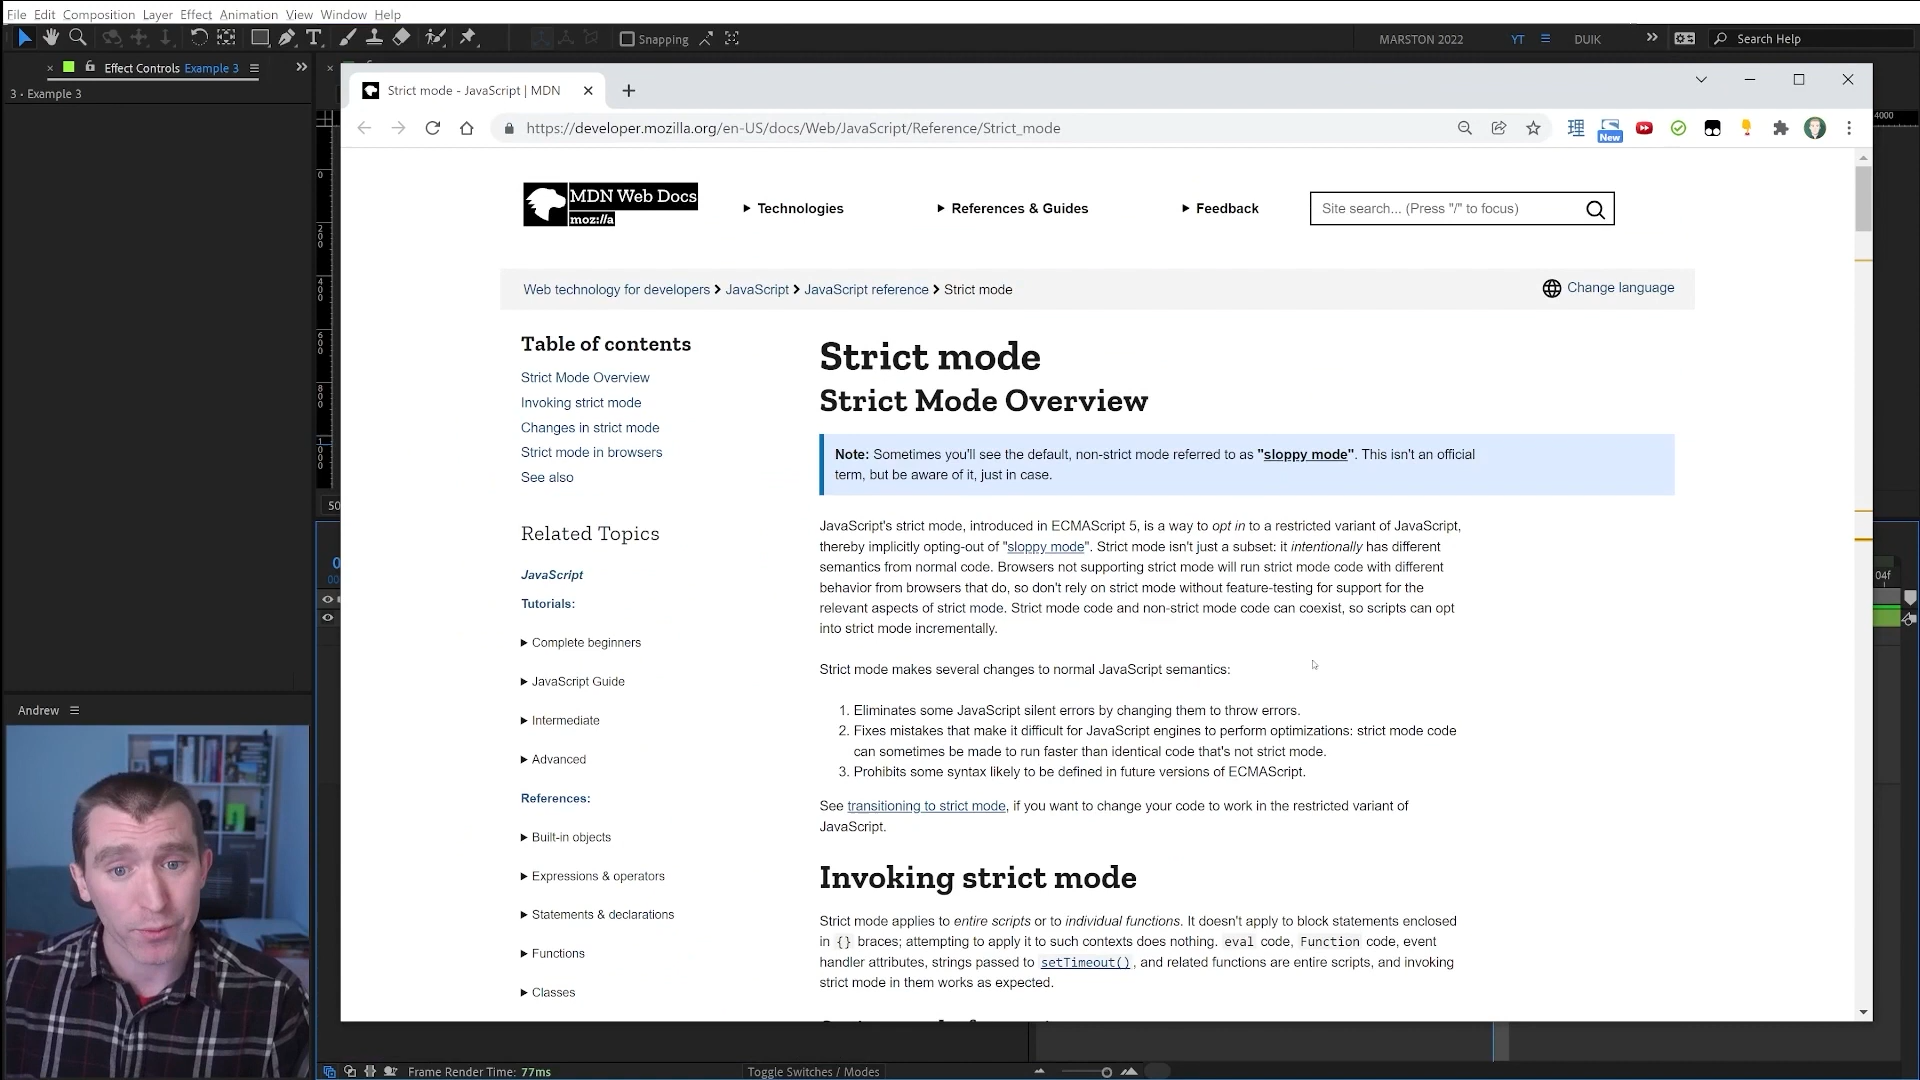 File Edit Composition Layer Effect Animation View Window Help
Snapping
MARSTON 2022
YT
DUIK
Search Help
Effect Controls Example 3
3 · Example 3
Strict mode - JavaScript | MDN
https://developer.mozilla.org/en-US/docs/Web/JavaScript/Reference/Strict_mode
New
4000
MDN Web Docs
moz://a
Technologies
References & Guides
Feedback
Site search... (Press "/" to focus)
Web technology for developers
JavaScript
JavaScript reference
Strict mode
Change language
Table of contents
Strict Mode Overview
Invoking strict mode
Changes in strict mode
Strict mode in browsers
See also
Related Topics
JavaScript
Tutorials:
Complete beginners
JavaScript Guide
Intermediate
Advanced
References:
Built-in objects
Expressions & operators
Statements & declarations
Functions
Classes
Strict mode
Strict Mode Overview
Note: Sometimes you'll see the default, non-strict mode referred to as "sloppy mode". This isn't an official
term, but be aware of it, just in case.
JavaScript's strict mode, introduced in ECMAScript 5, is a way to opt in to a restricted variant of JavaScript,
thereby implicitly opting-out of "sloppy mode". Strict mode isn't just a subset: it intentionally has different
semantics from normal code. Browsers not supporting strict mode will run strict mode code with different
behavior from browsers that do, so don't rely on strict mode without feature-testing for support for the
relevant aspects of strict mode. Strict mode code and non-strict mode code can coexist, so scripts can opt
into strict mode incrementally.
Strict mode makes several changes to normal JavaScript semantics:
1. Eliminates some JavaScript silent errors by changing them to throw errors.
2. Fixes mistakes that make it difficult for JavaScript engines to perform optimizations: strict mode code
can sometimes be made to run faster than identical code that's not strict mode.
3. Prohibits some syntax likely to be defined in future versions of ECMAScript.
See transitioning to strict mode, if you want to change your code to work in the restricted variant of
JavaScript.
Invoking strict mode
Strict mode applies to entire scripts or to individual functions. It doesn't apply to block statements enclosed
in {} braces; attempting to apply it to such contexts does nothing. eval code, Function code, event
handler attributes, strings passed to setTimeout(), and related functions are entire scripts, and invoking
strict mode in them works as expected.
04f
Andrew
Frame Render Time: 77ms
Toggle Switches / Modes